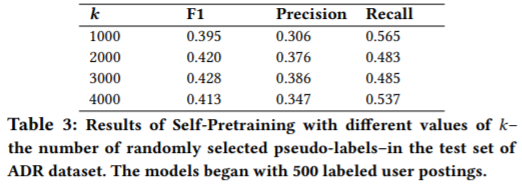 k F1 Precision Recall
1000 0.395 0.306 0.565
2000 0.420 0.376 0.483
3000 0.428 0.386 0.485
4000 0.413 0.347 0.537
Table 3: Results of Self-Pretraining with different values of k–
the number of randomly selected pseudo-labels–in the test set of
ADR dataset. The models began with 500 labeled user postings.